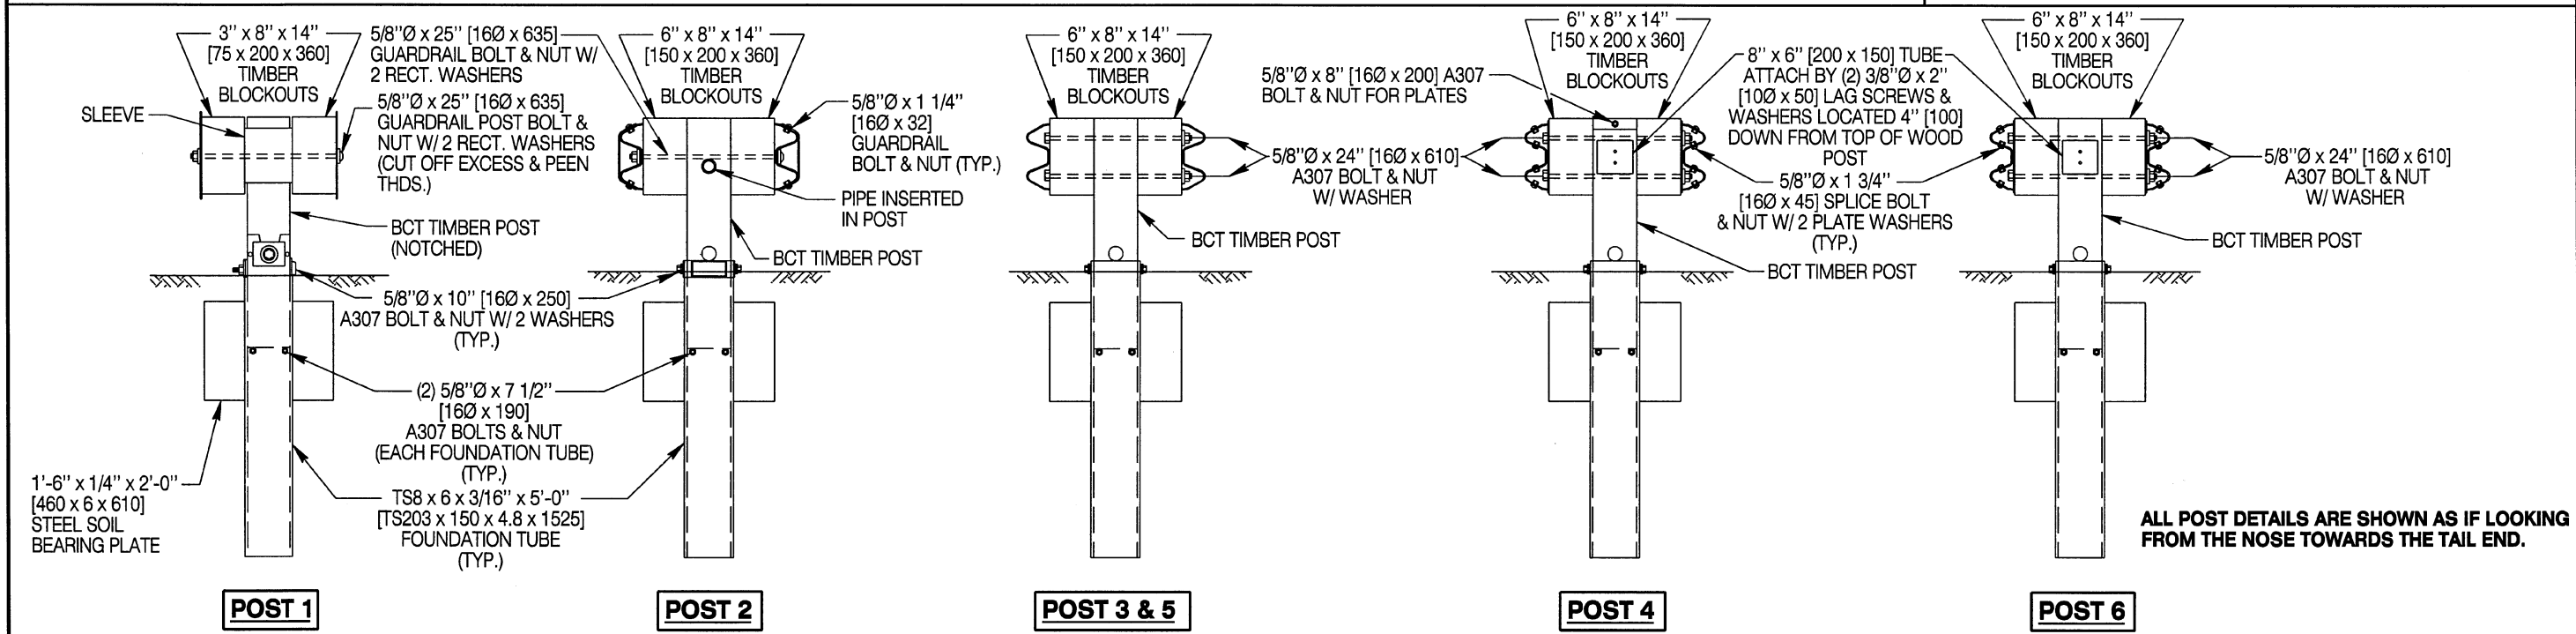 3" x 8" x 14"
[75 x 200 x 360]
TIMBER
BLOCKOUTS
SLEEVE
5/8"Ø x 25" [16Ø x 635]
GUARDRAIL BOLT & NUT W/
2 RECT. WASHERS
5/8"Ø x 25" [16Ø x 635]
GUARDRAIL POST BOLT &
NUT W/ 2 RECT. WASHERS
(CUT OFF EXCESS & PEEN
THDS.)
BCT TIMBER POST
(NOTCHED)
5/8"Ø x 10" [16Ø x 250]
A307 BOLT & NUT W/ 2 WASHERS
(TYP.)
(2) 5/8"Ø x 7 1/2"
[16Ø x 190]
A307 BOLTS & NUT
(EACH FOUNDATION TUBE)
(TYP.)
1'-6" x 1/4" x 2'-0"
[460 x 6 x 610]
STEEL SOIL
BEARING PLATE
TS8 x 6 x 3/16" x 5'-0"
[TS203 x 150 x 4.8 x 1525]
FOUNDATION TUBE
(TYP.)
POST 1
6" x 8" x 14"
[150 x 200 x 360]
TIMBER
BLOCKOUTS
5/8"Ø x 1 1/4"
[16Ø x 32]
GUARDRAIL
BOLT & NUT (TYP.)
PIPE INSERTED
IN POST
BCT TIMBER POST
POST 2
6" x 8" x 14"
[150 x 200 x 360]
TIMBER
BLOCKOUTS
5/8"Ø x 24" [16Ø x 610]
A307 BOLT & NUT
W/ WASHER
BCT TIMBER POST
POST 3 & 5
6" x 8" x 14"
[150 x 200 x 360]
TIMBER
BLOCKOUTS
5/8"Ø x 8" [16Ø x 200] A307
BOLT & NUT FOR PLATES
8" x 6" [200 x 150] TUBE
ATTACH BY (2) 3/8"Ø x 2"
[10Ø x 50] LAG SCREWS &
WASHERS LOCATED 4" [100]
DOWN FROM TOP OF WOOD
POST
5/8"Ø x 1 3/4"
[16Ø x 45] SPLICE BOLT
& NUT W/ 2 PLATE WASHERS
(TYP.)
BCT TIMBER POST
POST 4
6" x 8" x 14"
[150 x 200 x 360]
TIMBER
BLOCKOUTS
5/8"Ø x 24" [16Ø x 610]
A307 BOLT & NUT
W/ WASHER
BCT TIMBER POST
POST 6
ALL POST DETAILS ARE SHOWN AS IF LOOKING
FROM THE NOSE TOWARDS THE TAIL END.